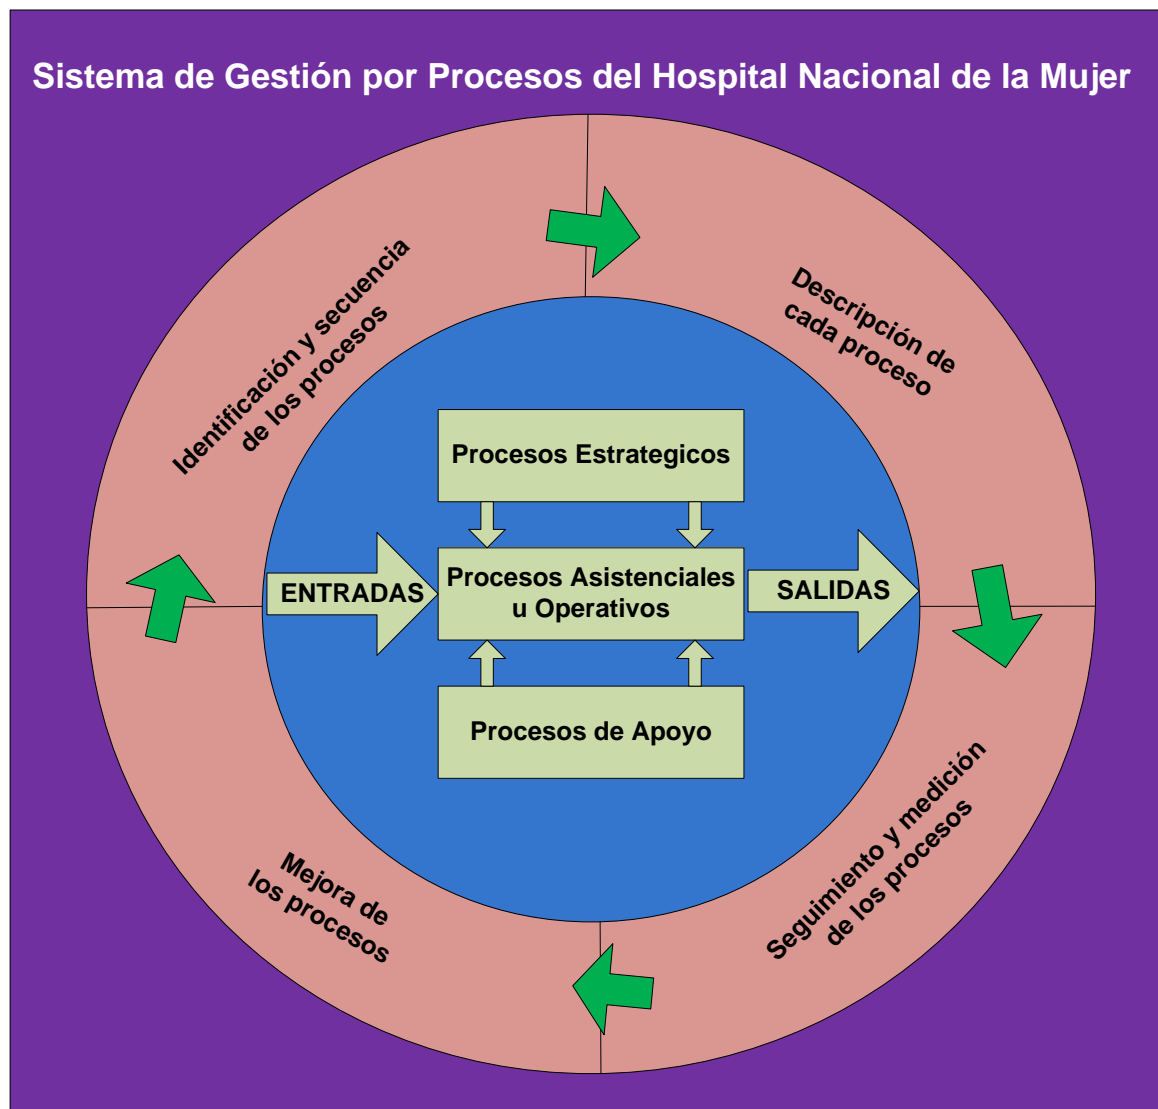 Sistema de Gestión por Procesos del Hospital Nacional de la Mujer
Identificación y secuencia
de los procesos
Descripción de
cada proceso
Procesos Estrategicos
ENTRADAS
Procesos Asistenciales
u Operativos
SALIDAS
Procesos de Apoyo
Mejora de
los procesos
Seguimiento y medición
de los procesos